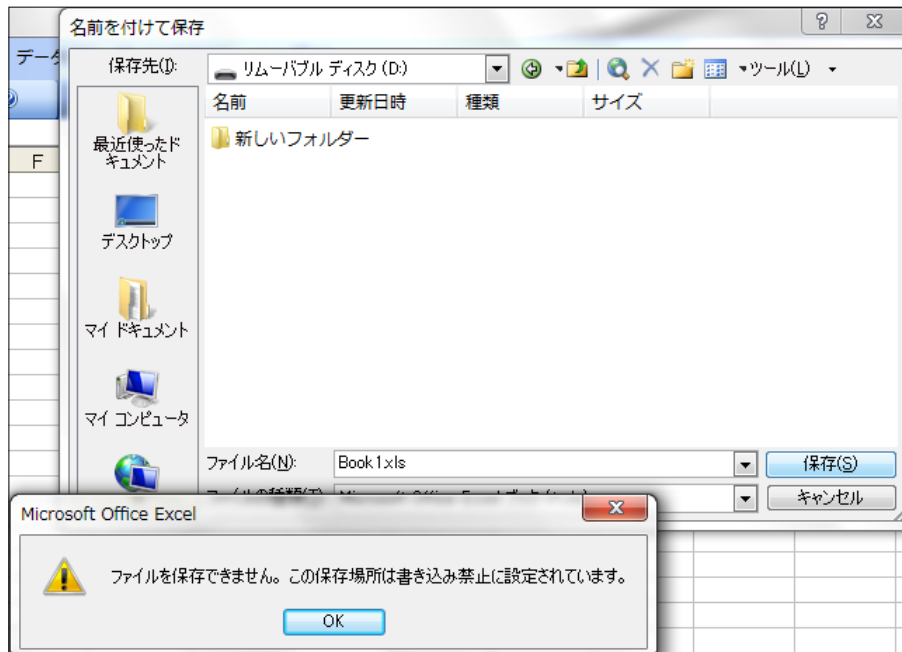 名前を付けて保存
データ
保存先(I):
リムーバブル ディスク (D:)
ツール(L)
名前
更新日時
種類
サイズ
新しいフォルダー
F
最近使ったド
キュメント
デスクトップ
マイ ドキュメント
マイ コンピュータ
ファイル名(N):
Book1.xls
保存(S)
キャンセル
Microsoft Office Excel
ファイルを保存できません。この保存場所は書き込み禁止に設定されています。
OK